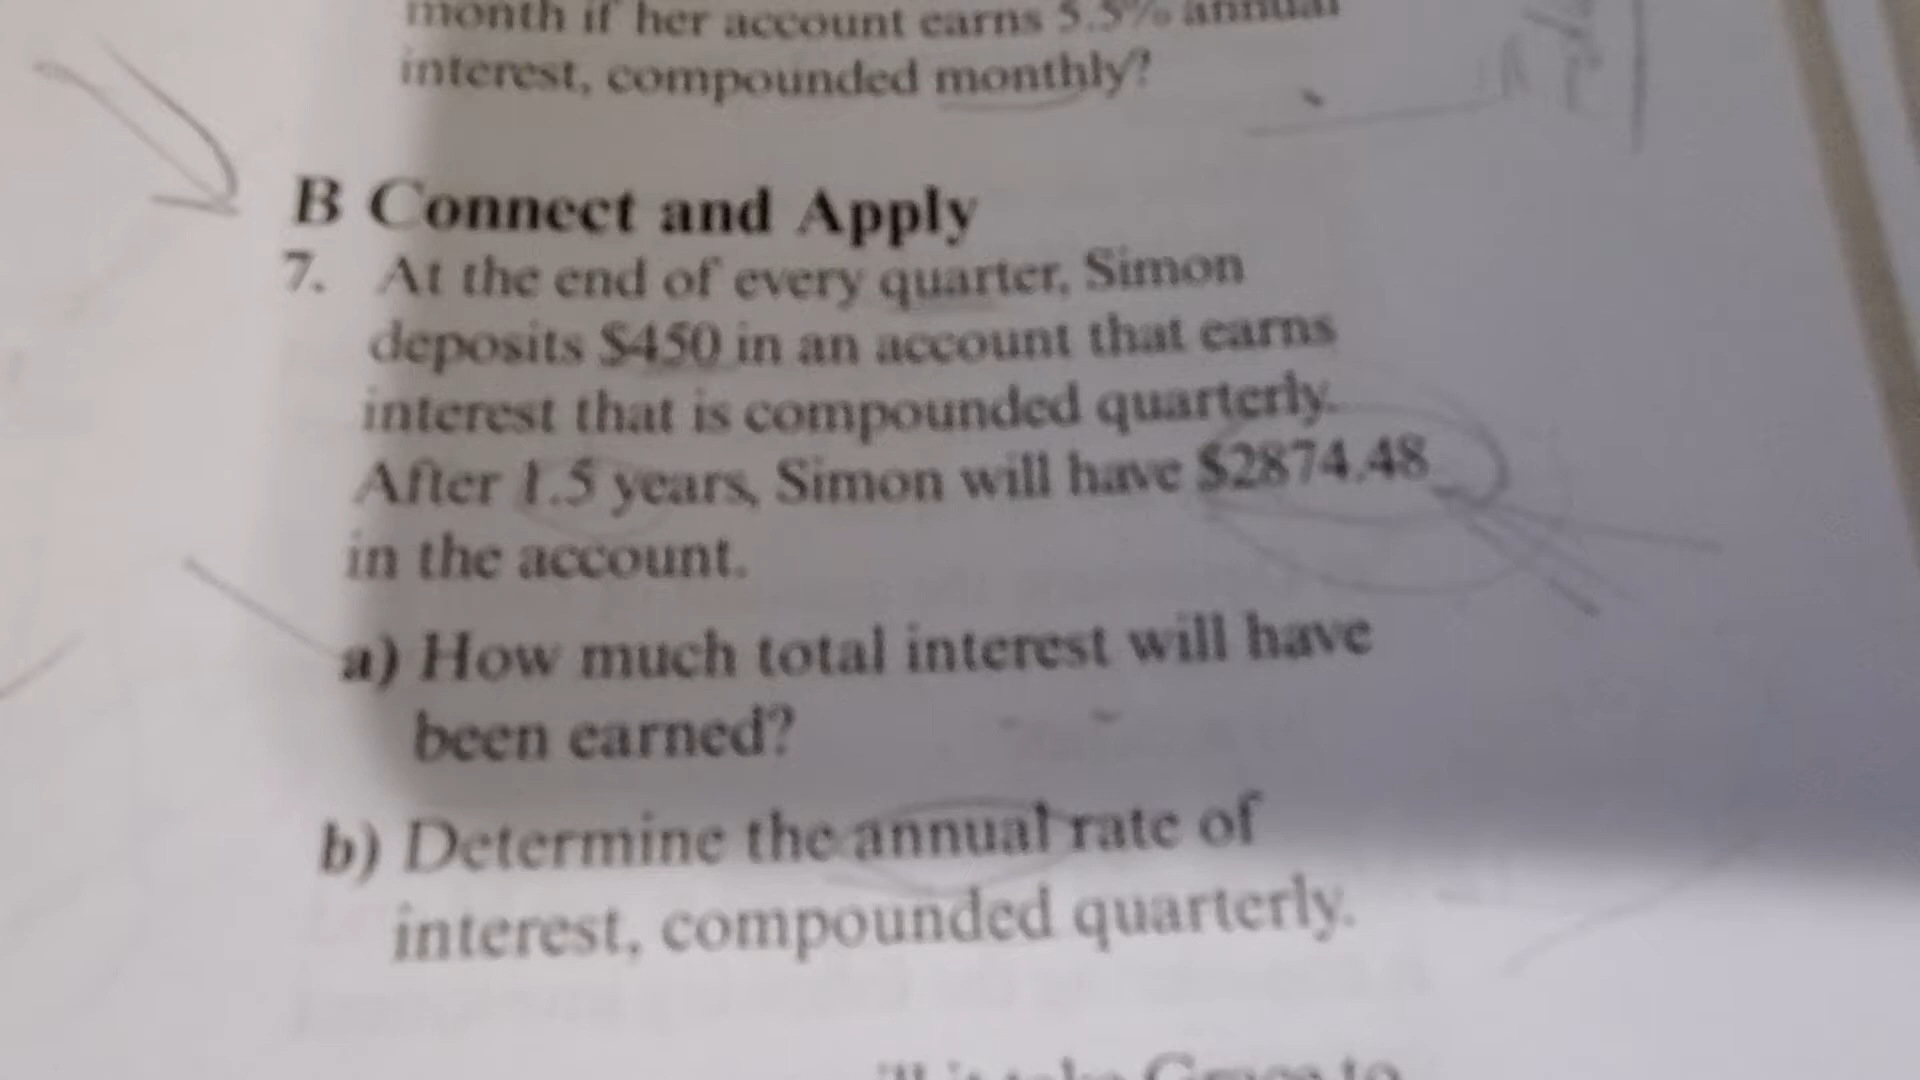 month if her account earns 5.5% annual
interest, compounded monthly?
B Connect and Apply
7. At the end of every quarter, Simon
deposits $450 in an account that earns
interest that is compounded quarterly.
After 1.5 years, Simon will have $2874.48
in the account.
a) How much total interest will have
been earned?
b) Determine the annual rate of
interest, compounded quarterly.